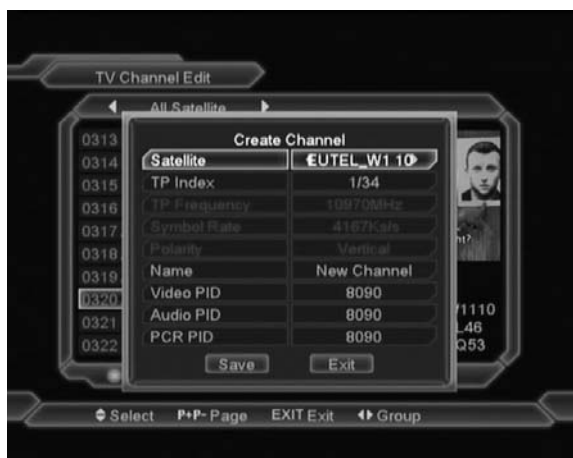 TV Channel Edit
All Satellite
0313
0314
0315
0316
0317
0318
0319
0320
0321
0322
Create Channel
Satellite EUTEL_W1 10
TP Index 1/34
TP Frequency 10970MHz
Symbol Rate 4167Ks/s
Polarity Vertical
Name New Channel
Video PID 8090
Audio PID 8090
PCR PID 8090
Save Exit
nt?
/1110
L46
Q53
Select P+P- Page EXIT Exit Group